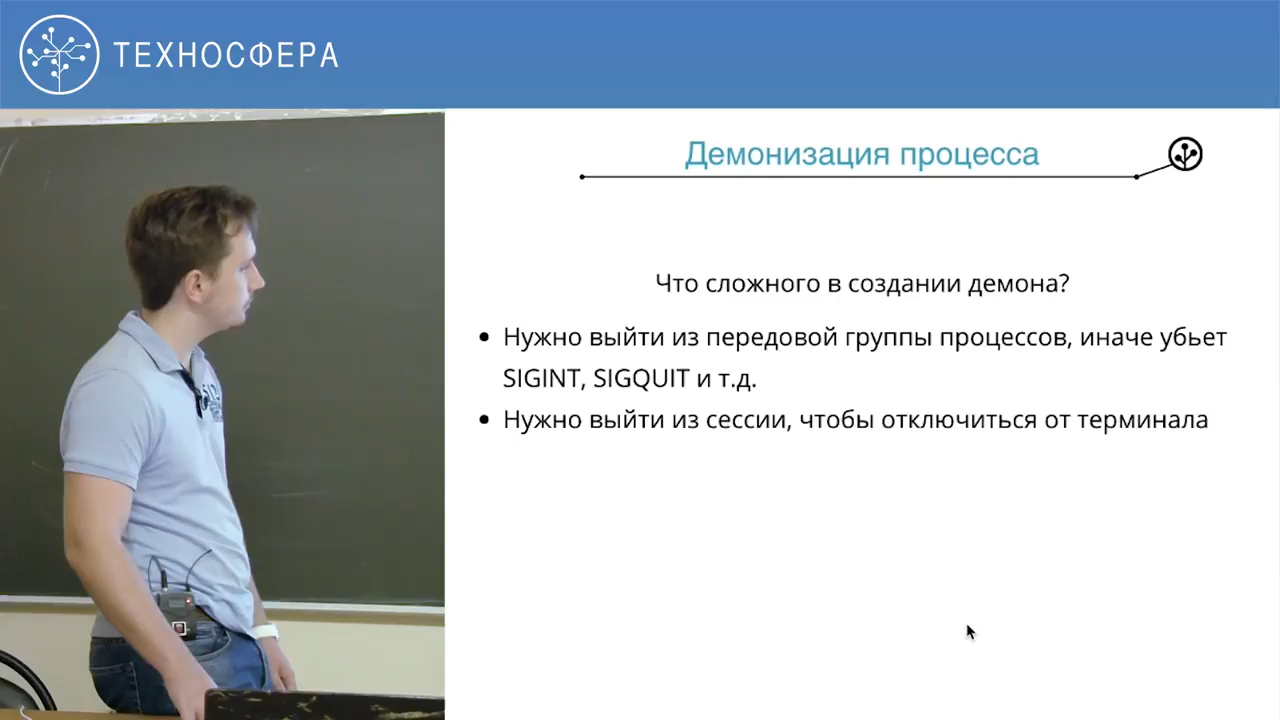 ТЕХНОСФЕРА
Демонизация процесса
Что сложного в создании демона?
• Нужно выйти из передовой группы процессов, иначе убьет
SIGINT, SIGQUIT и т.д.
• Нужно выйти из сессии, чтобы отключиться от терминала